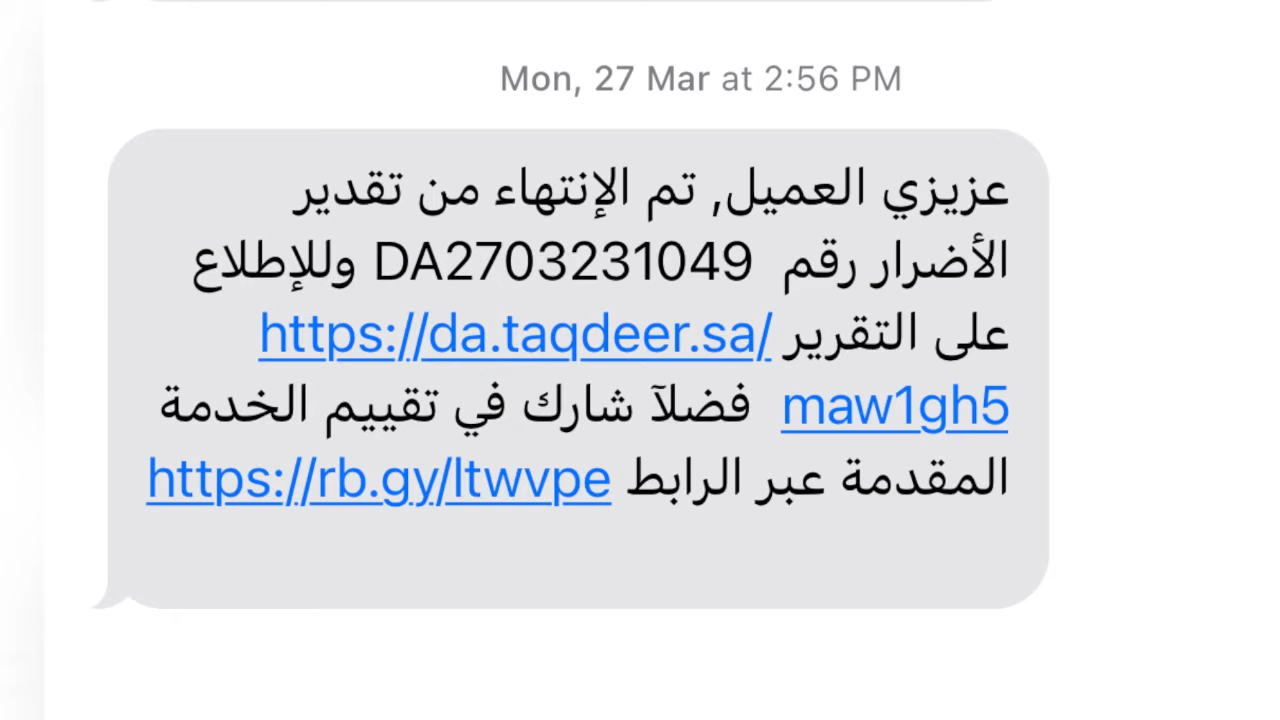 Mon, 27 Mar at 2:56 PM
عزيزي العميل, تم الإنتهاء من تقدير
الأضرار رقم  DA2703231049 وللإطلاع
على التقرير https://da.taqdeer.sa/
maw1gh5  فضلآ شارك في تقييم الخدمة
المقدمة عبر الرابط https://rb.gy/ltwvpe